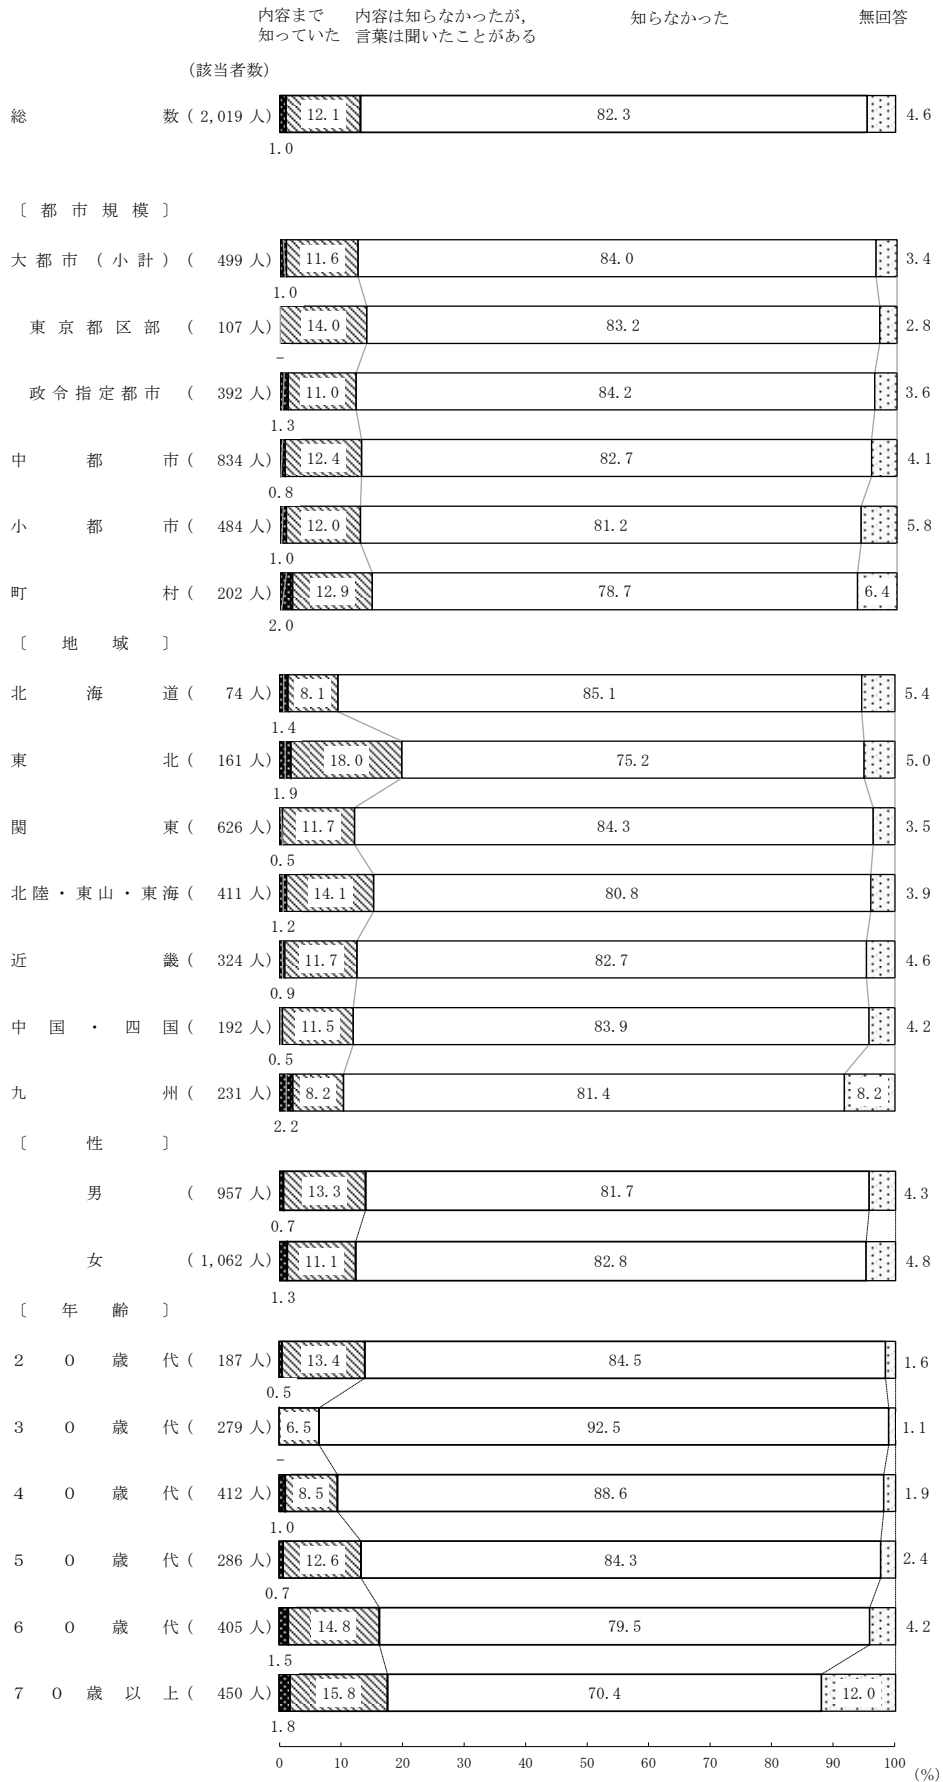 内容まで 内容は知らなかったが， 知らなかった 無回答
知っていた 言葉は聞いたことがある
（該当者数）
総数（ 2,019 人） 12.1 82.3 4.6
1.0
〔都市規模〕
大都市（小計）（ 499 人） 11.6 84.0 3.4
1.0
東京都区部（ 107 人） 14.0 83.2 2.8
－
政令指定都市（ 392 人） 11.0 84.2 3.6
1.3
中都市（ 834 人） 12.4 82.7 4.1
0.8
小都市（ 484 人） 12.0 81.2 5.8
1.0
町村（ 202 人） 12.9 78.7 6.4
2.0
〔地域〕
北海道（ 74 人） 8.1 85.1 5.4
1.4
東北（ 161 人） 18.0 75.2 5.0
1.9
関東（ 626 人） 11.7 84.3 3.5
0.5
北陸・東山・東海（ 411 人） 14.1 80.8 3.9
1.2
近畿（ 324 人） 11.7 82.7 4.6
0.9
中国・四国（ 192 人） 11.5 83.9 4.2
0.5
九州（ 231 人） 8.2 81.4 8.2
2.2
〔性〕
男（ 957 人） 13.3 81.7 4.3
0.7
女（ 1,062 人） 11.1 82.8 4.8
1.3
〔年齢〕
２０歳代（ 187 人） 13.4 84.5 1.6
0.5
３０歳代（ 279 人） 6.5 92.5 1.1
－
４０歳代（ 412 人） 8.5 88.6 1.9
1.0
５０歳代（ 286 人） 12.6 84.3 2.4
0.7
６０歳代（ 405 人） 14.8 79.5 4.2
1.5
７０歳以上（ 450 人） 15.8 70.4 12.0
1.8
0 10 20 30 40 50 60 70 80 90 100
(%)